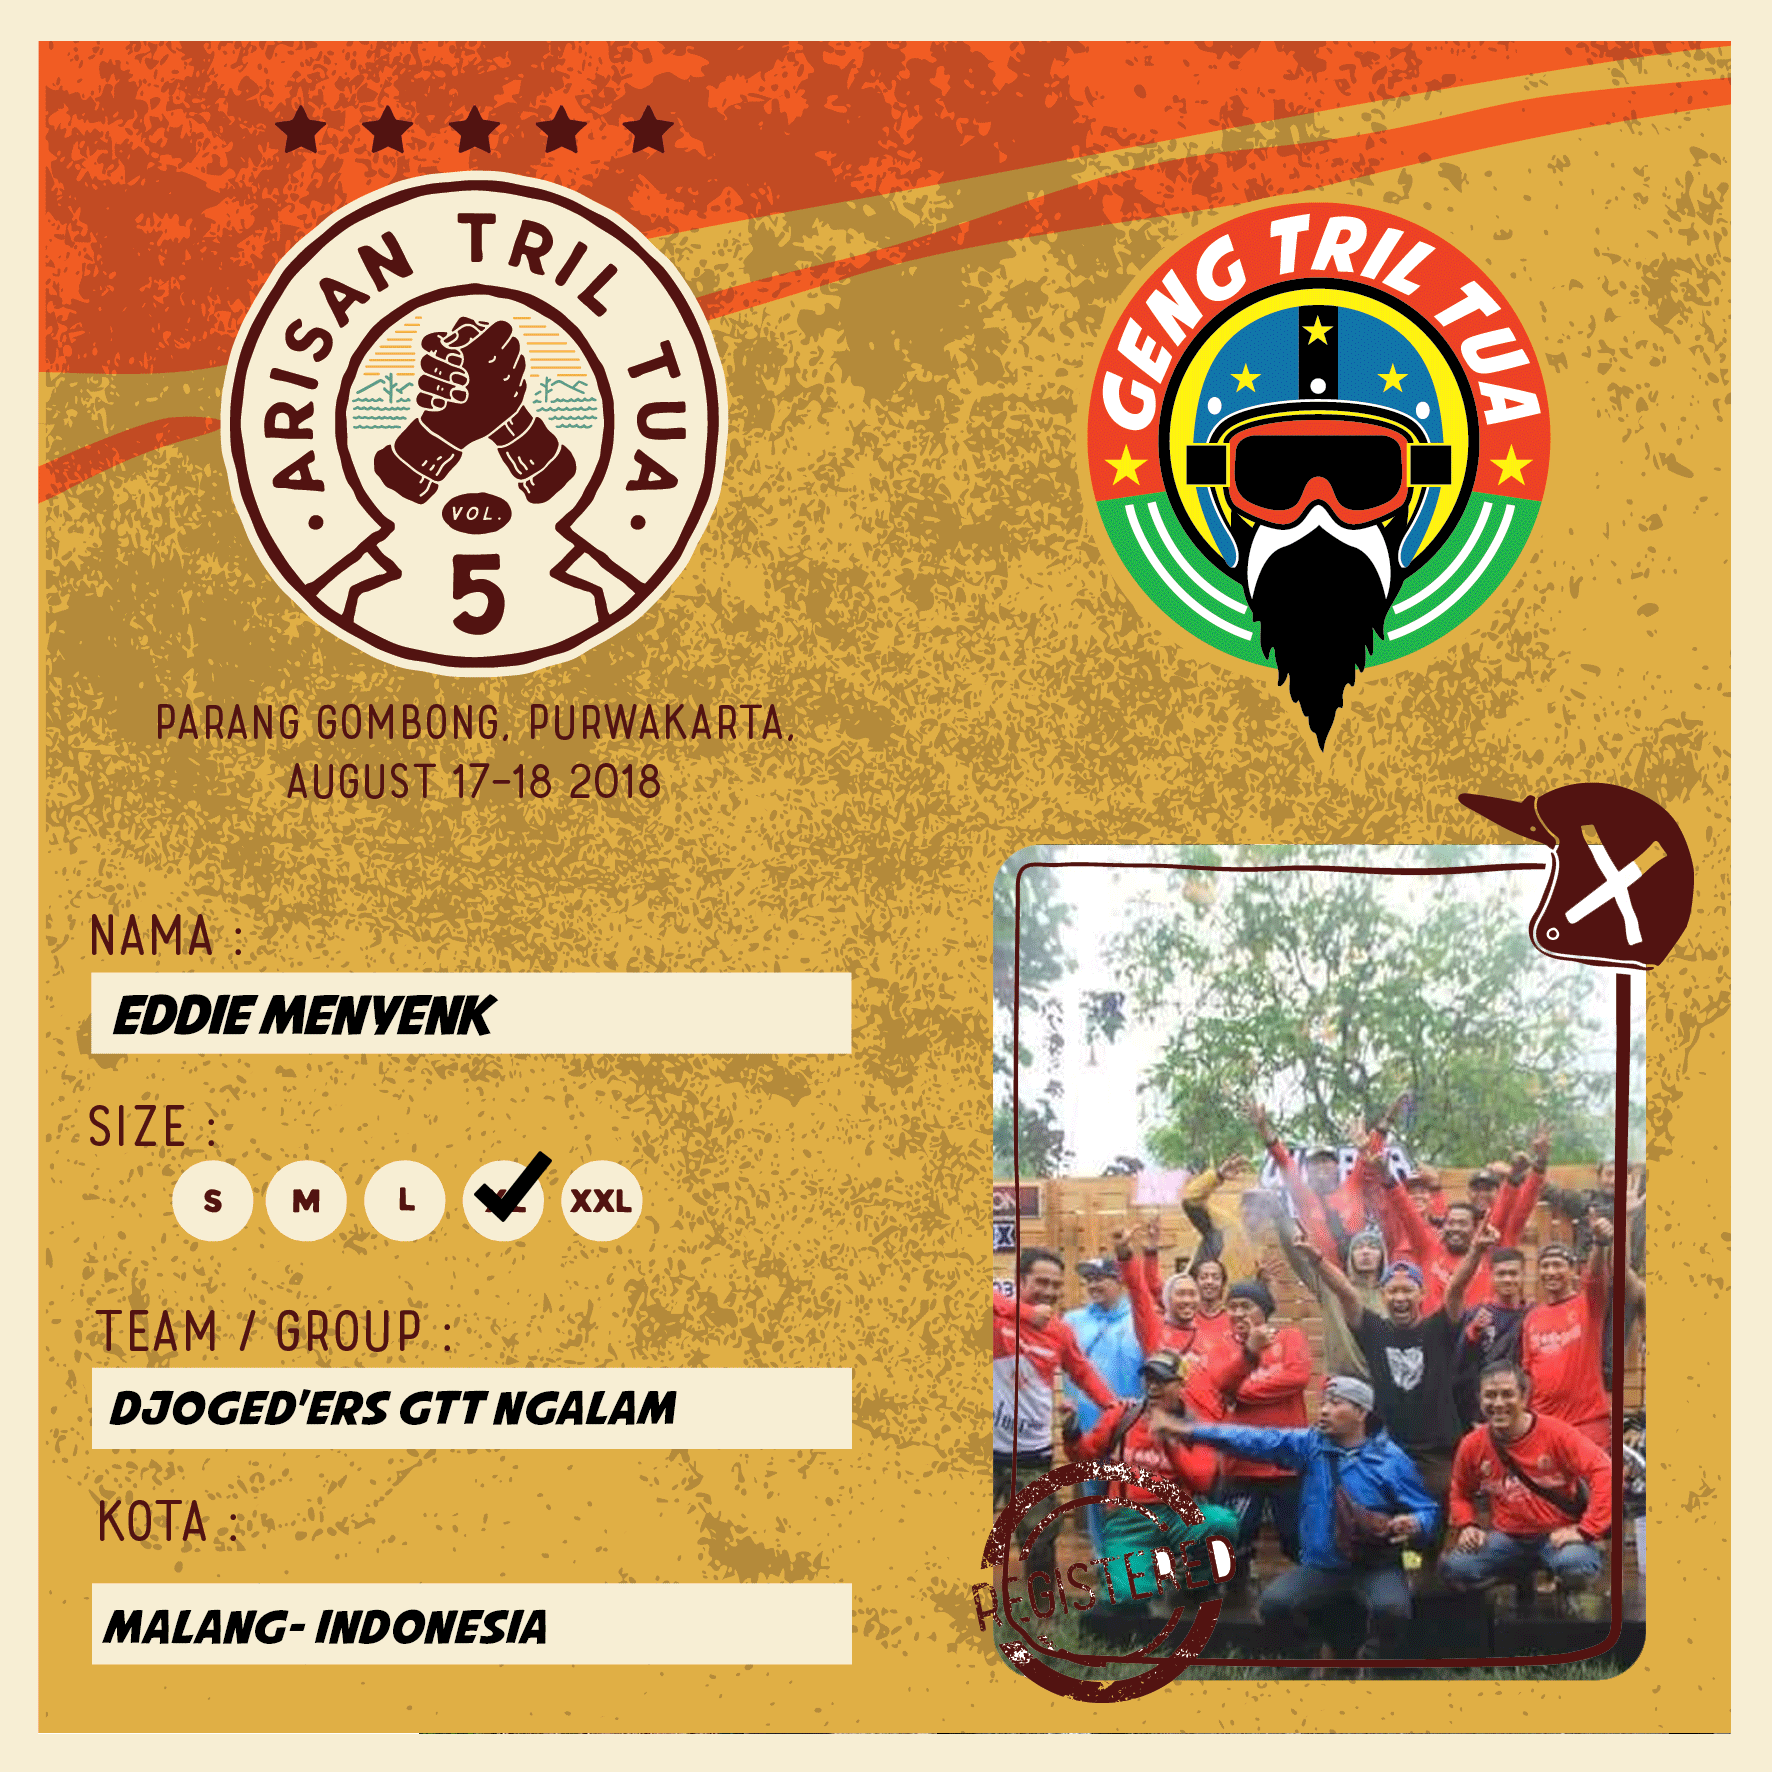 ARISAN TRIL TUA
VOL.
5
PARANG GOMBONG, PURWAKARTA,
AUGUST 17-18 2018
GENG TRIL TUA
NAMA :
EDDIE MENYENK
SIZE :
S M L XL XXL
TEAM / GROUP :
DJOGED'ERS GTT NGALAM
KOTA :
MALANG- INDONESIA
REGISTERED